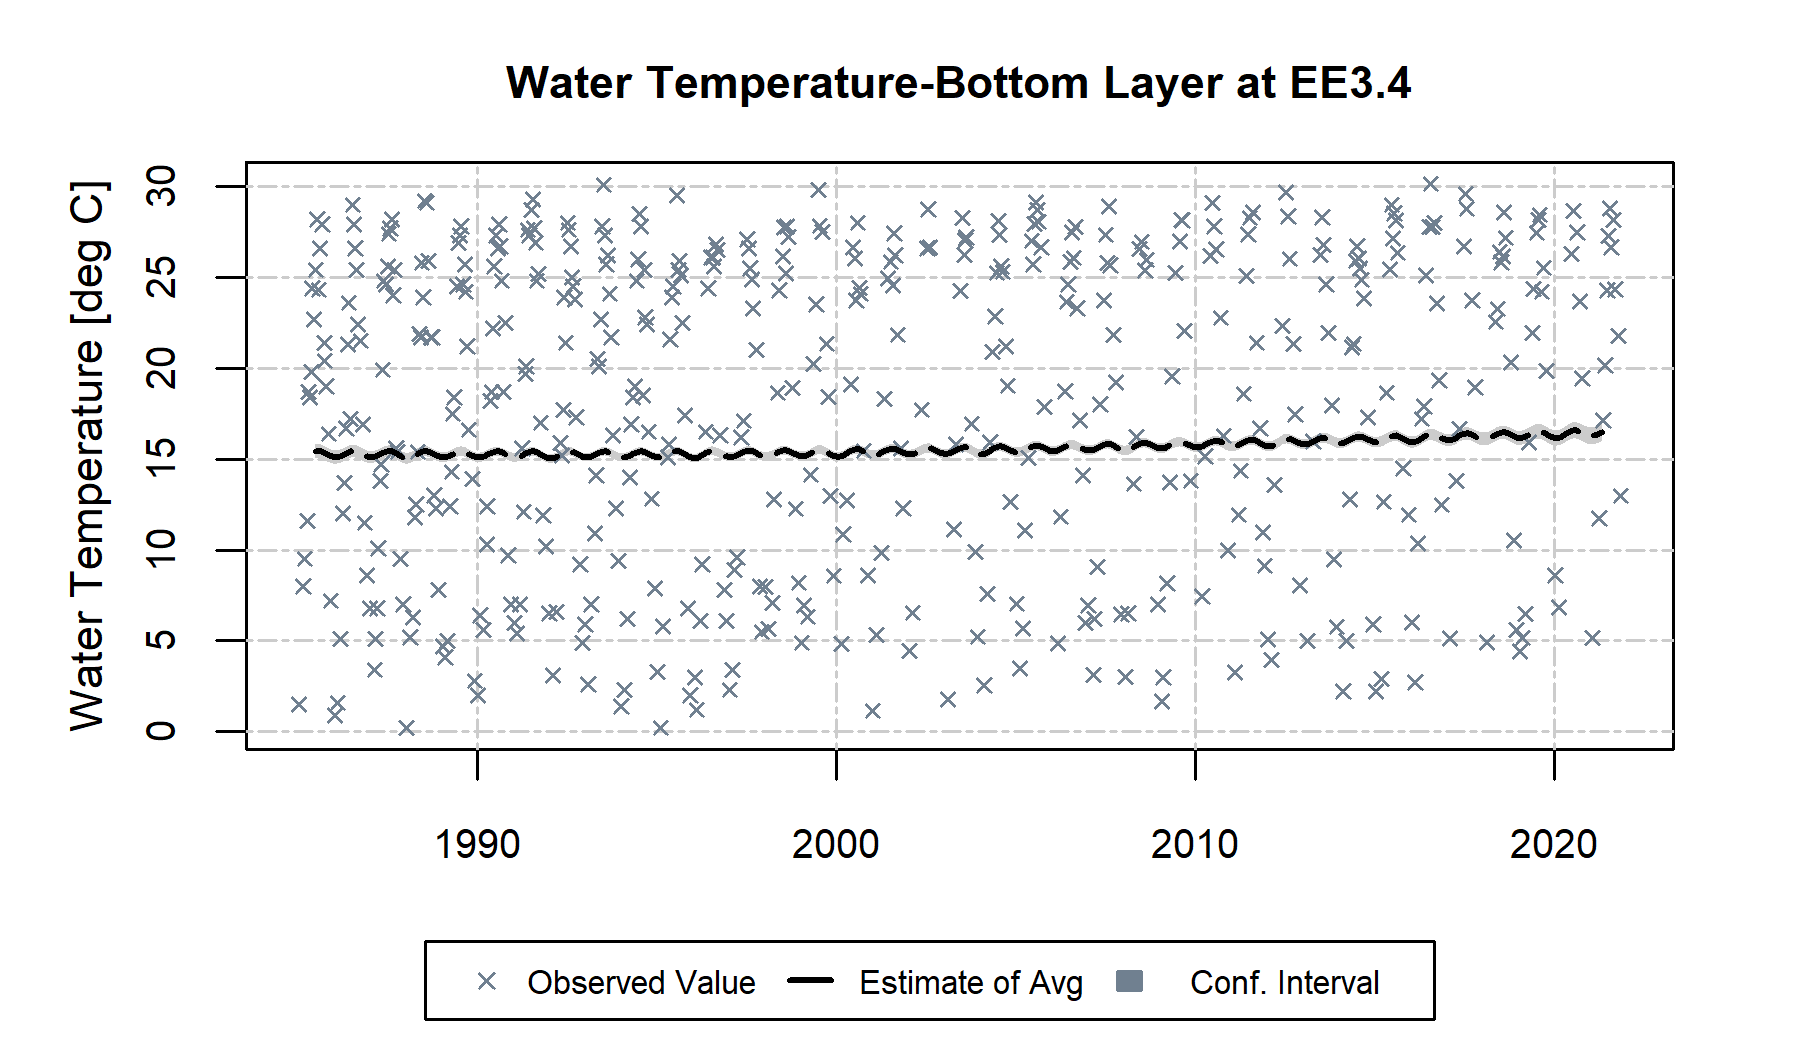 Water Temperature-Bottom Layer at EE3.4
Water Temperature [deg C]
30
25
20
15
10
5
0
1990 2000 2010 2020
Observed Value Estimate of Avg Conf. Interval